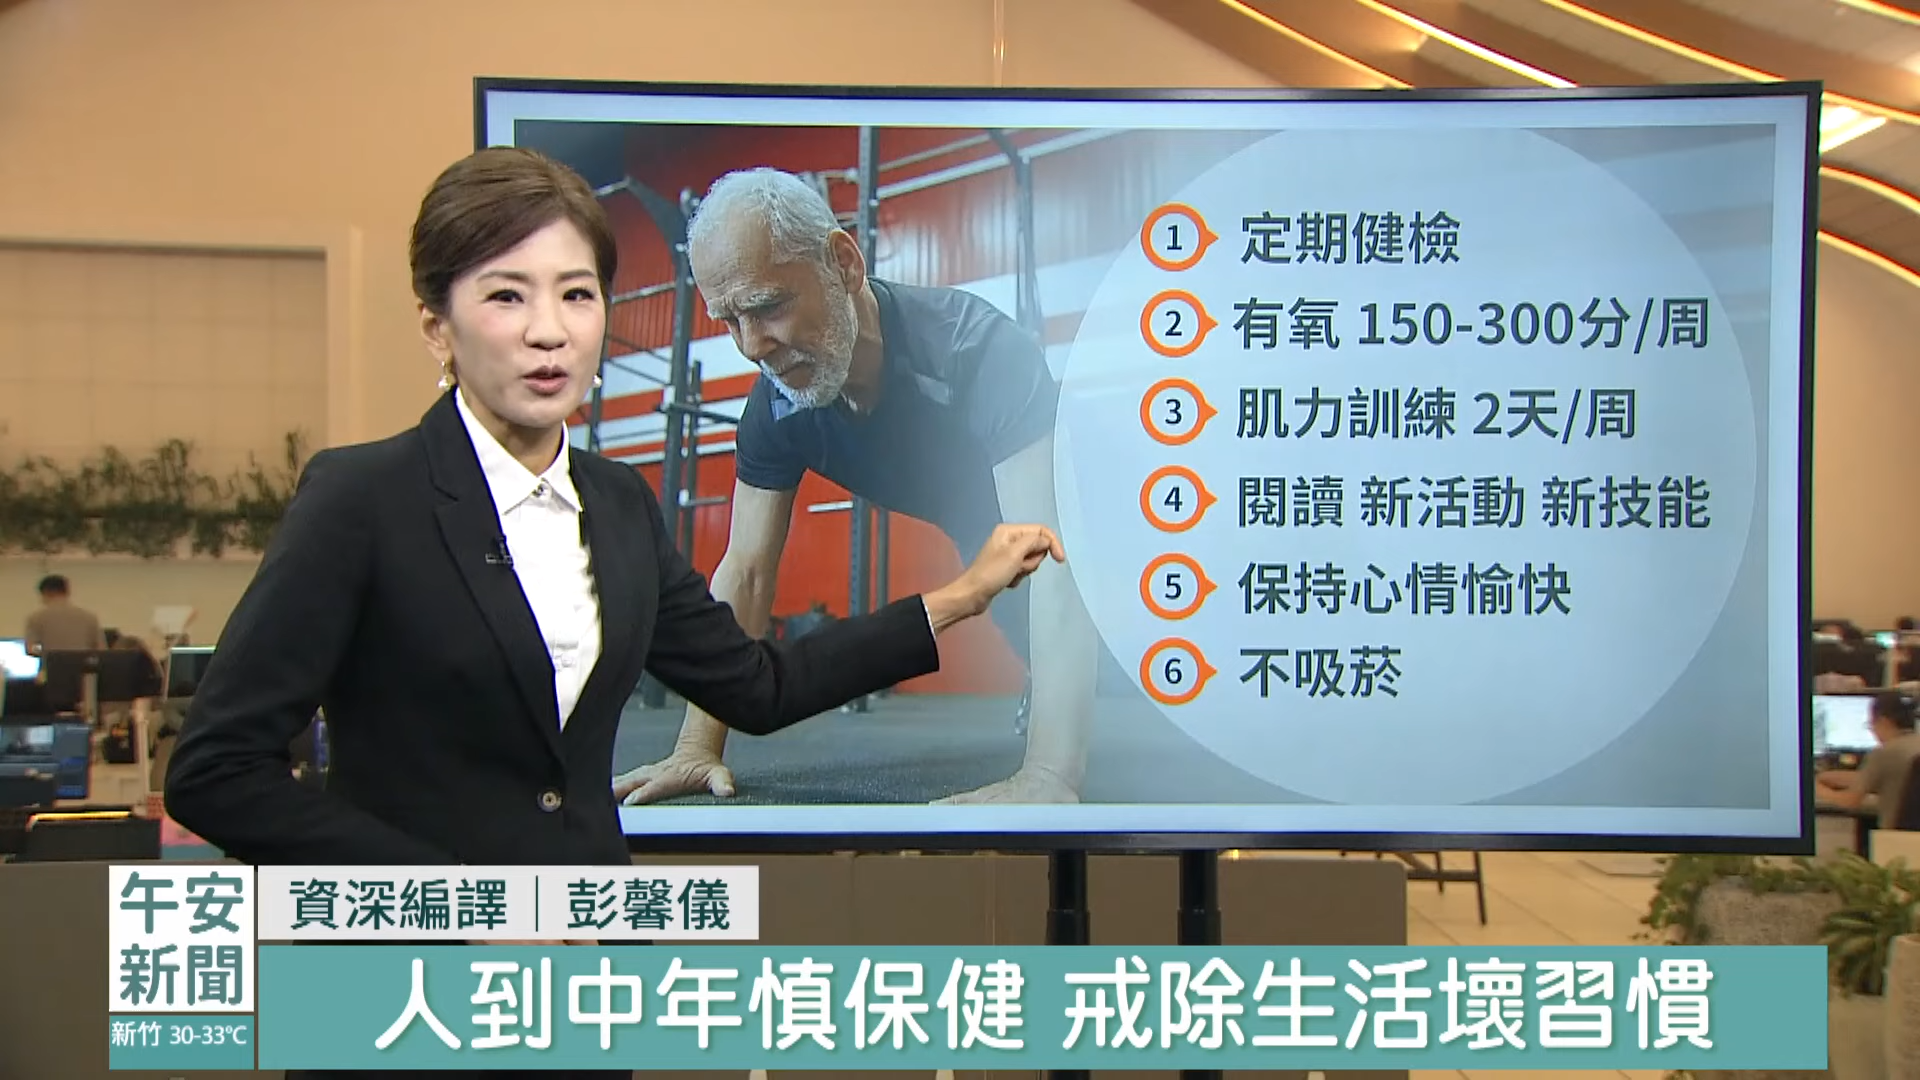 1 定期健檢
2 有氧 150-300分/周
3 肌力訓練 2天/周
4 閱讀 新活動 新技能
5 保持心情愉快
6 不吸菸
午安
新聞
資深編譯｜彭馨儀
人到中年慎保健 戒除生活壞習慣
新竹 30-33℃